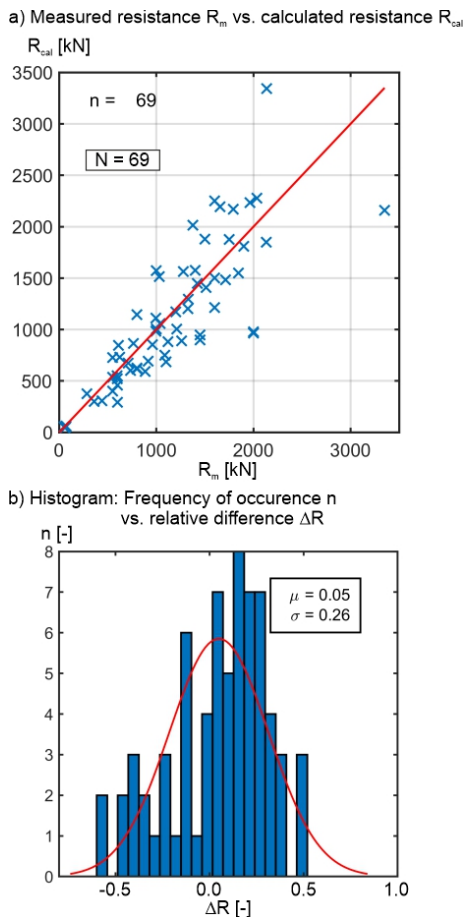 a) Measured resistance Rm vs. calculated resistance Rcal
Rcal [kN]
3500
n = 69
3000
N = 69
2500
2000
1500
1000
500
0
0 1000 2000 3000
Rm [kN]
b) Histogram: Frequency of occurence n
vs. relative difference ΔR
n [-]
8
μ = 0.05
7
σ = 0.26
6
5
4
3
2
1
0
-0.5 0.0 0.5 1.0
ΔR [-]